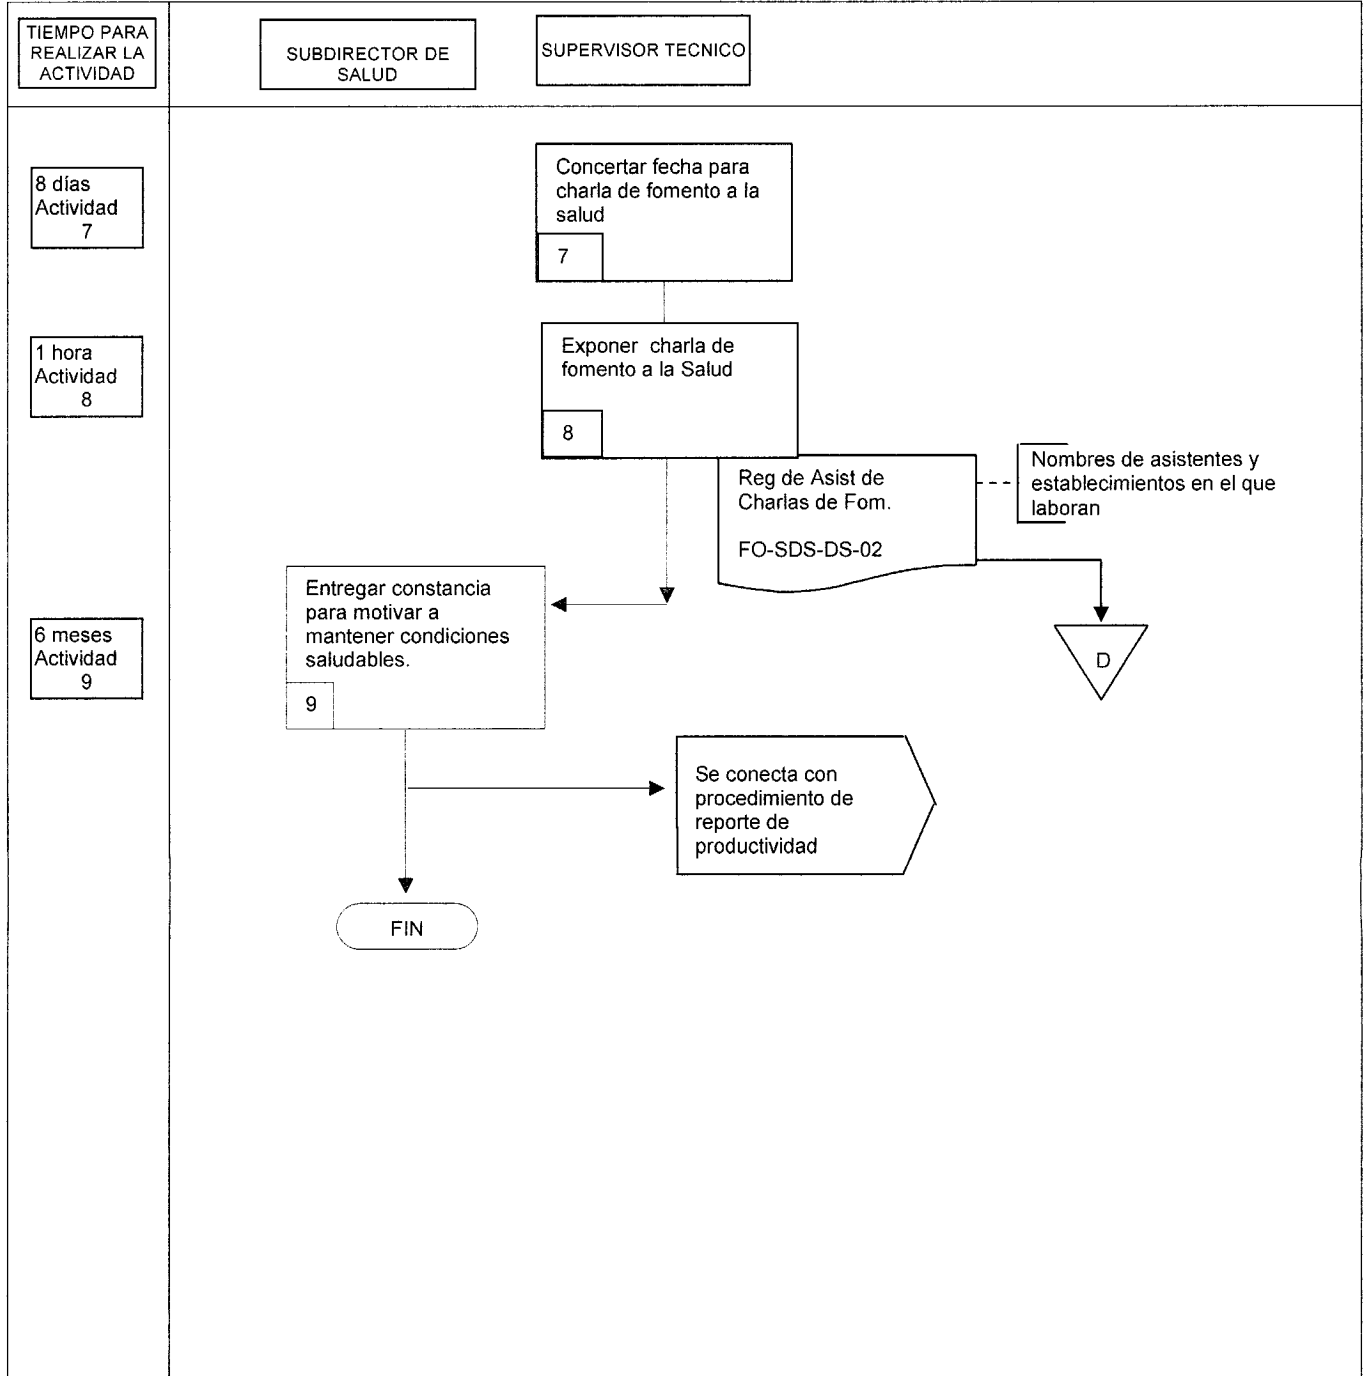 TIEMPO PARA
REALIZAR LA
ACTIVIDAD
SUBDIRECTOR DE
SALUD
SUPERVISOR TECNICO
8 días
Actividad
7
Concertar fecha para
charla de fomento a la
salud
7
1 hora
Actividad
8
Exponer charla de
fomento a la Salud
8
Reg de Asist de
Charlas de Fom.
FO-SDS-DS-02
Nombres de asistentes y
establecimientos en el que
laboran
D
6 meses
Actividad
9
Entregar constancia
para motivar a
mantener condiciones
saludables.
9
Se conecta con
procedimiento de
reporte de
productividad
FIN